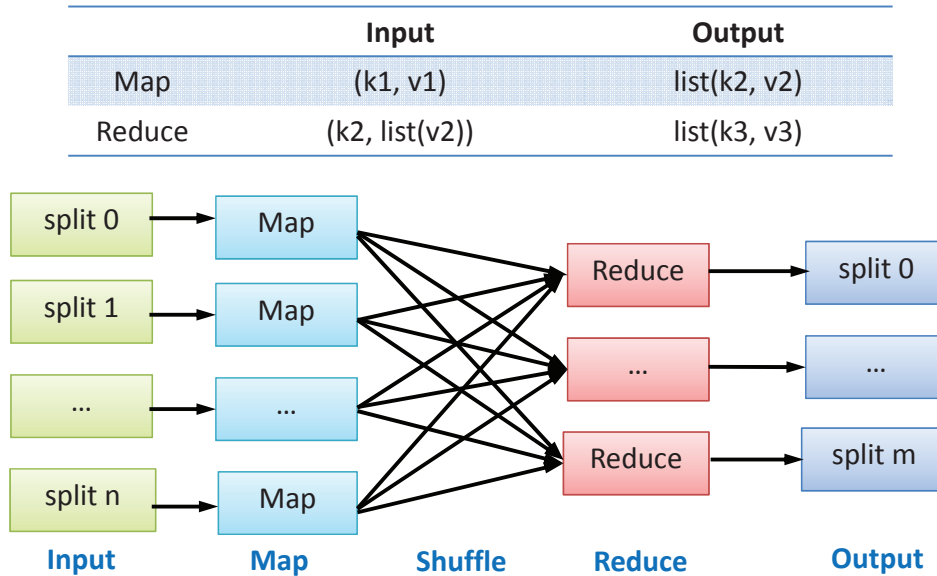 Input Output
Map (k1, v1) list(k2, v2)
Reduce (k2, list(v2)) list(k3, v3)
split 0 Map
Reduce split 0
split 1 Map
... ...
... ...
Reduce split m
split n Map
Input Map Shuffle Reduce Output